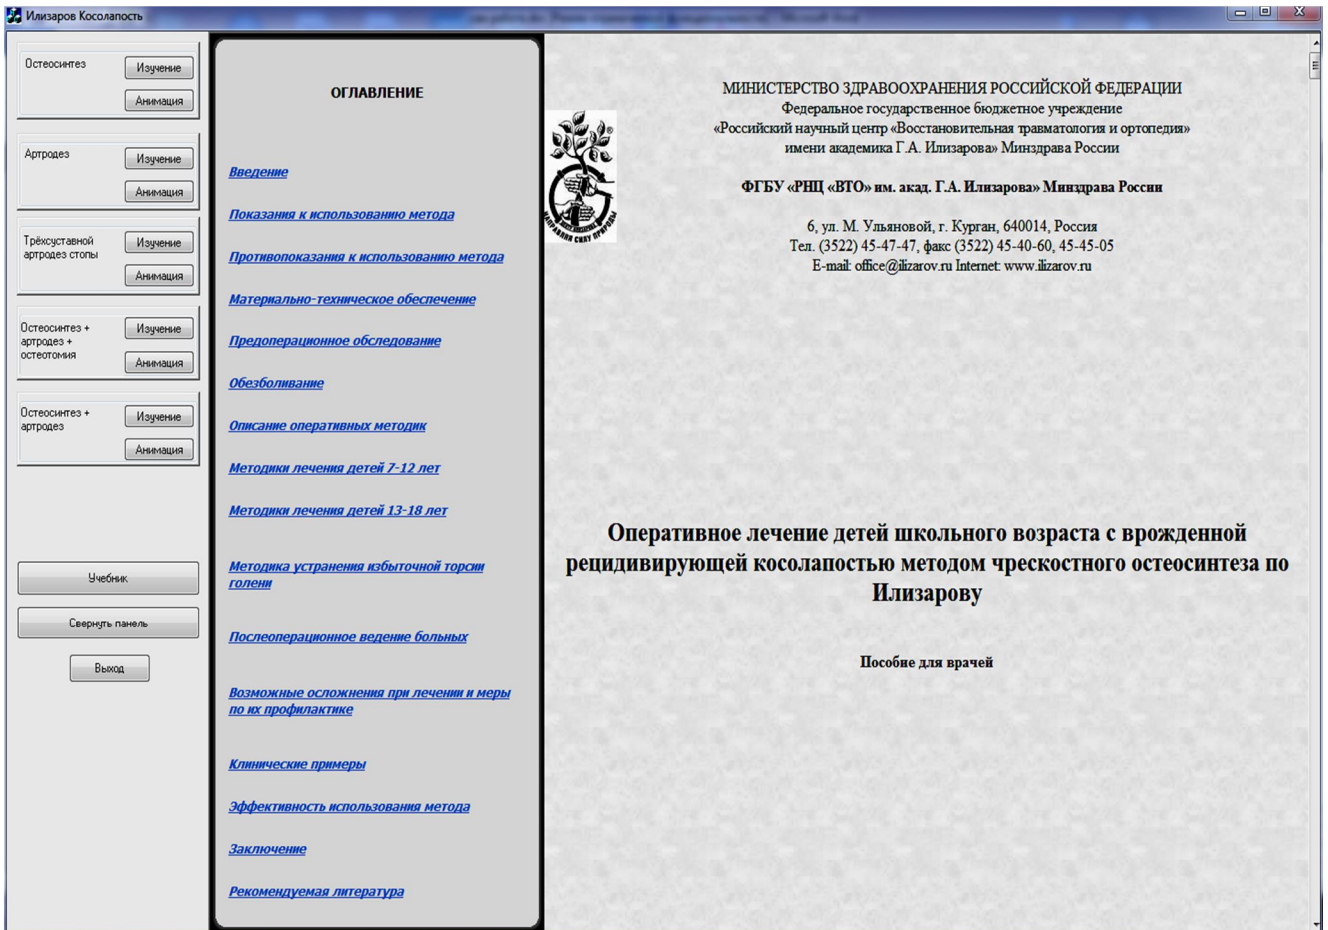 Илизаров Косолапость
Остеосинтез
Изучение
Анимация
Артродез
Изучение
Анимация
Трёхсуставной
артродез стопы
Изучение
Анимация
Остеосинтез +
артродез +
остеотомия
Изучение
Анимация
Остеосинтез +
артродез
Изучение
Анимация
Учебник
Свернуть панель
Выход
ОГЛАВЛЕНИЕ
Введение
Показания к использованию метода
Противопоказания к использованию метода
Материально-техническое обеспечение
Предоперационное обследование
Обезболивание
Описание оперативных методик
Методики лечения детей 7-12 лет
Методики лечения детей 13-18 лет
Методика устранения избыточной торсии
голени
Послеоперационное ведение больных
Возможные осложнения при лечении и меры
по их профилактике
Клинические примеры
Эффективность использования метода
Заключение
Рекомендуемая литература
МИНИСТЕРСТВО ЗДРАВООХРАНЕНИЯ РОССИЙСКОЙ ФЕДЕРАЦИИ
Федеральное государственное бюджетное учреждение
«Российский научный центр «Восстановительная травматология и ортопедия»
имени академика Г.А. Илизарова» Минздрава России
ФГБУ «РНЦ «ВТО» им. акад. Г.А. Илизарова» Минздрава России
6, ул. М. Ульяновой, г. Курган, 640014, Россия
Тел. (3522) 45-47-47, факс (3522) 45-40-60, 45-45-05
E-mail: office@ilizarov.ru Internet: www.ilizarov.ru
НАПРАВЛЯЯ СИЛУ ПРИРОДЫ
Оперативное лечение детей школьного возраста с врожденной
рецидивирующей косолапостью методом чрескостного остеосинтеза по
Илизарову
Пособие для врачей